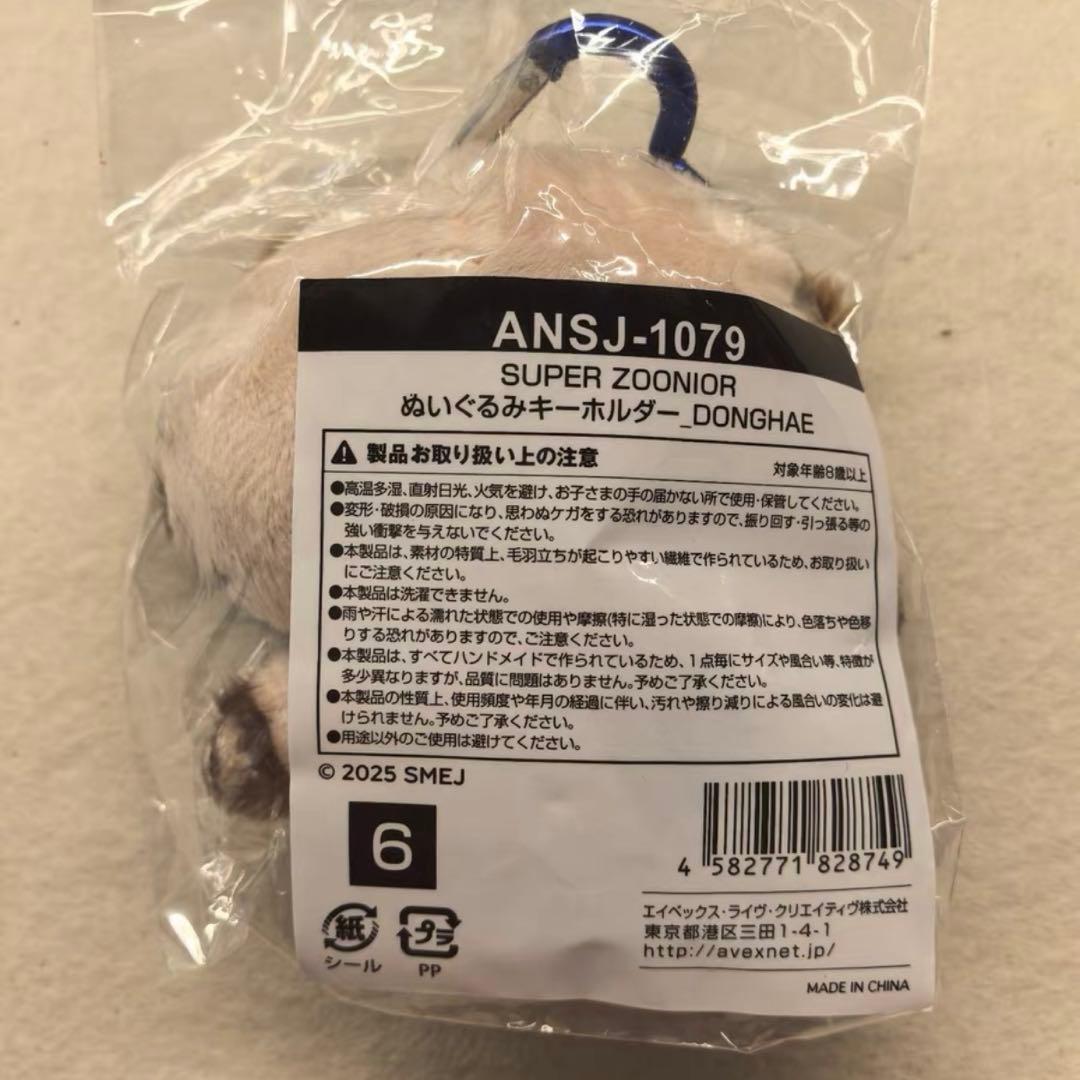 ANSJ-1079
SUPER ZOONIOR
ぬいぐるみキーホルダー_DONGHAE
製品お取り扱い上の注意
対象年齢8歳以上
●高温多湿、直射日光、火気を避け、お子さまの手の届かない所で使用・保管してください。
●変形・破損の原因になり、思わぬケガをする恐れがありますので、振り回す・引っ張る等の
強い衝撃を与えないでください。
●本製品は、素材の特質上、毛羽立ちが起こりやすい繊維で作られているため、お取り扱い
にご注意ください。
●本製品は洗濯できません。
●雨や汗による濡れた状態での使用や摩擦(特に湿った状態での摩擦)により、色落ちや色移
りする恐れがありますので、ご注意ください。
●本製品は、すべてハンドメイドで作られているため、1点毎にサイズや風合い等、特徴が
多少異なりますが、品質に問題はありません。予めご了承ください。
●本製品の性質上、使用頻度や年月の経過に伴い、汚れや擦り減りによる風合いの変化は避
けられません。予めご了承ください。
●用途以外のご使用は避けてください。
© 2025 SMEJ
6
4 582771 828749
紙
シール
プラ
PP
エイベックス・ライヴ・クリエイティヴ株式会社
東京都港区三田1-4-1
http://avexnet.jp/
MADE IN CHINA